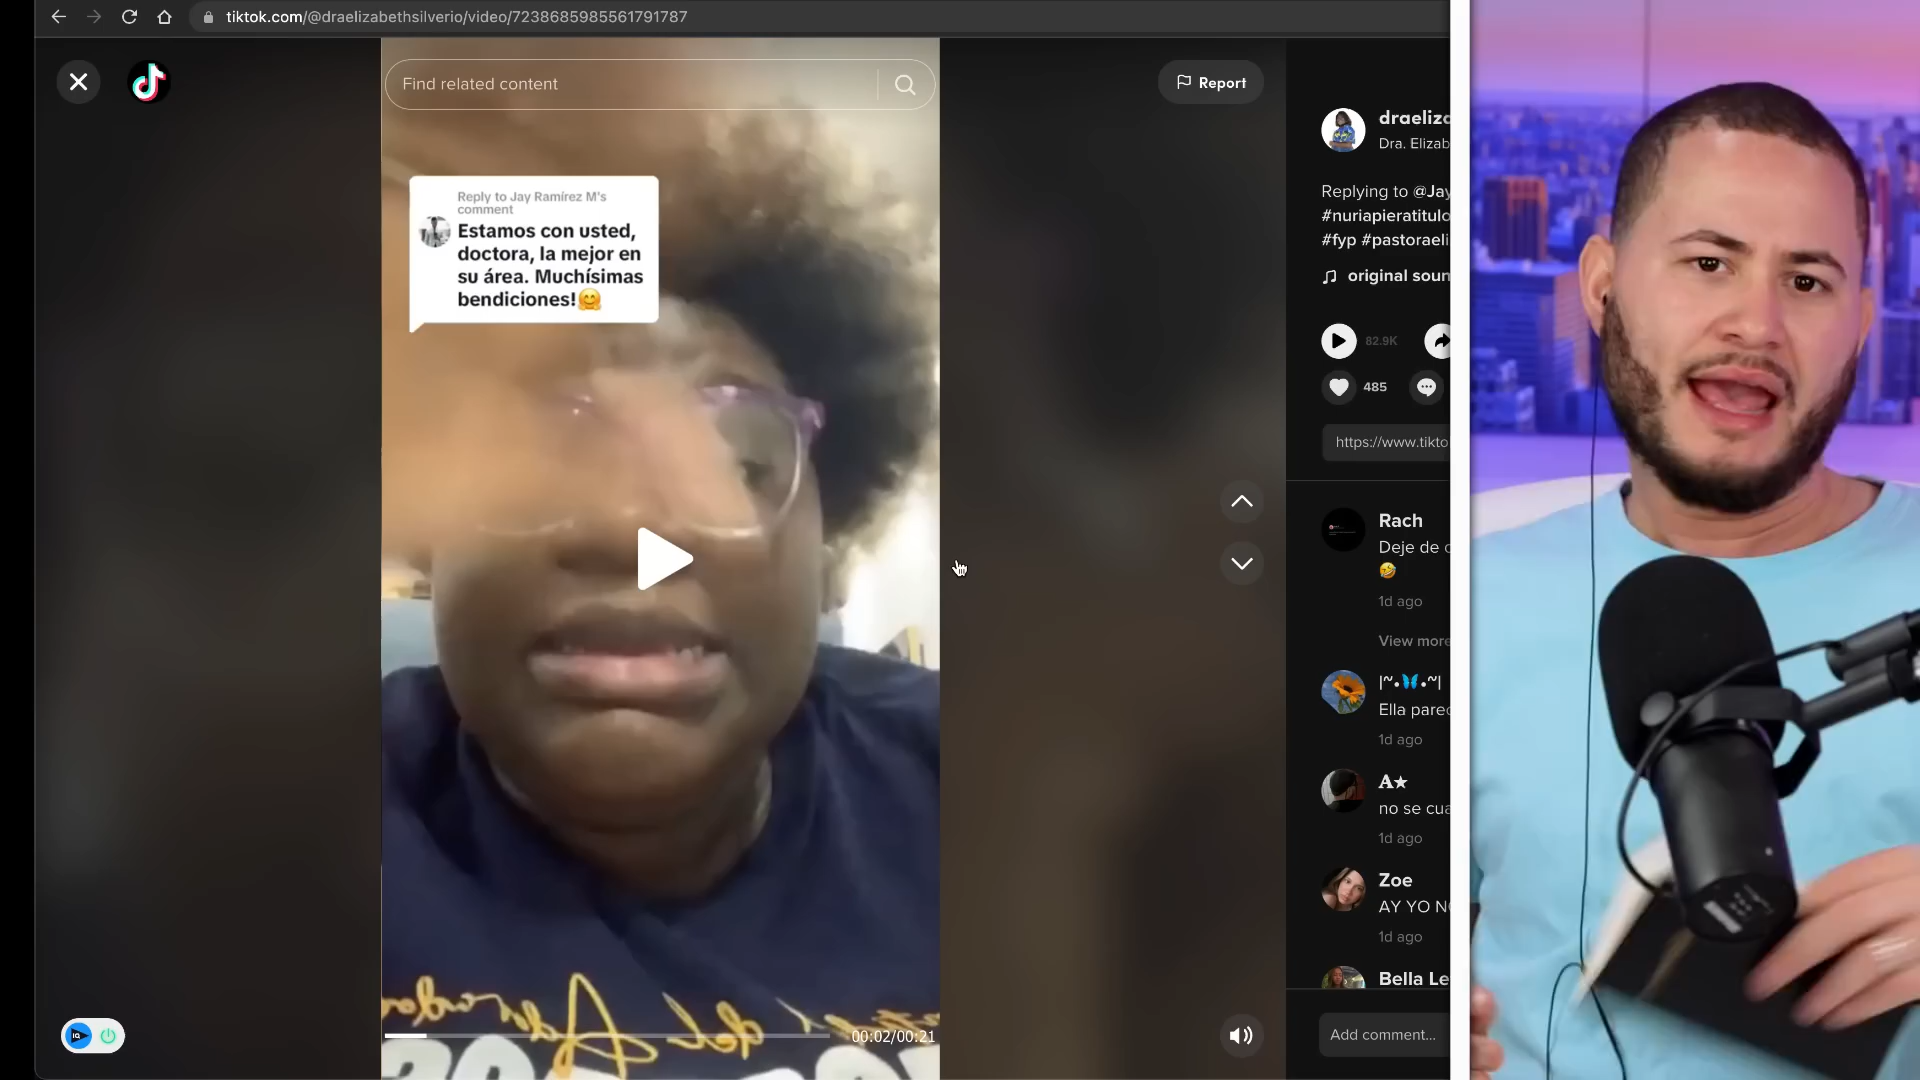 tiktok.com/@draelizabethsilverio/video/7238685985561791787
Find related content
Report
Reply to Jay Ramírez M's
comment
Estamos con usted,
doctora, la mejor en
su área. Muchísimas
bendiciones!🤗
00:02/00:21
draeliza
Dra. Elizab
Replying to @Jay
#nuriapieratitulo
#fyp #pastoraeli
original soun
82.9K
485
https://www.tikto
Rach
Deje de c
🤣
1d ago
View more
|~•🦋•~|
Ella parec
1d ago
A★
no se cua
1d ago
Zoe
AY YO NO
1d ago
Bella Le
Add comment...